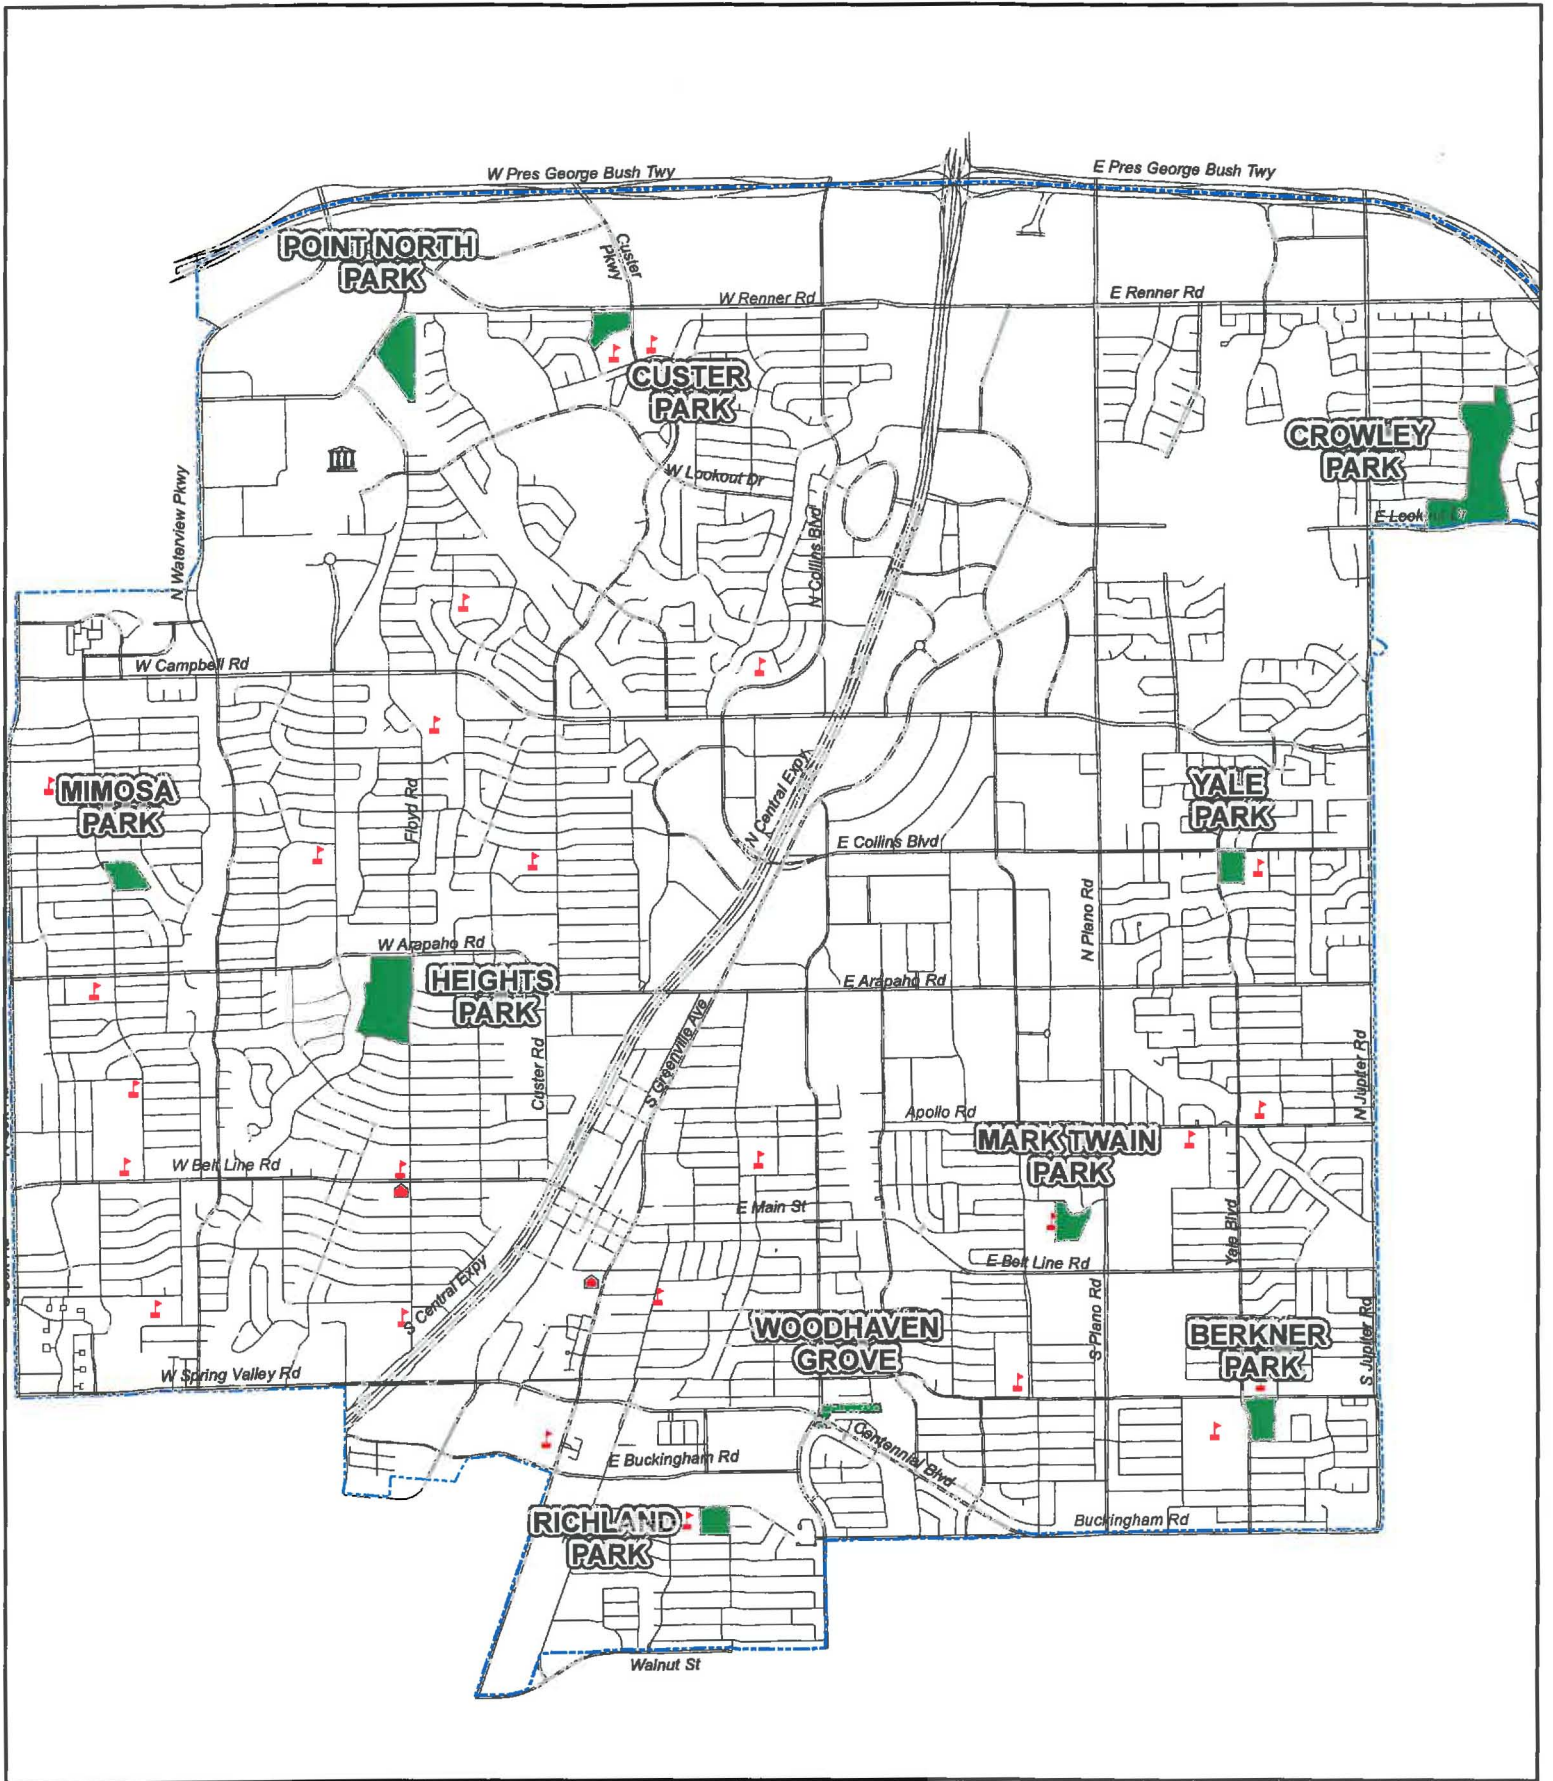 W Pres George Bush Twy
E Pres George Bush Twy
POINT NORTH
PARK
Custer
Pkwy
W Renner Rd
E Renner Rd
CUSTER
PARK
CROWLEY
PARK
W Lookout Dr
N Waterview Pkwy
N Collins Blvd
W Campbell Rd
MIMOSA
PARK
Floyd Rd
N Central Expy
YALE
PARK
E Collins Blvd
N Plano Rd
W Arapaho Rd
HEIGHTS
PARK
E Arapaho Rd
S Greenville Ave
Custer Rd
N Jupiter Rd
Apollo Rd
MARK TWAIN
PARK
W Belt Line Rd
E Main St
Yale Blvd
E Belt Line Rd
S Central Expy
S Plano Rd
WOODHAVEN
GROVE
BERKNER
PARK
S Jupiter Rd
W Spring Valley Rd
Centennial Blvd
E Buckingham Rd
RICHLAND
PARK
Buckingham Rd
Walnut St